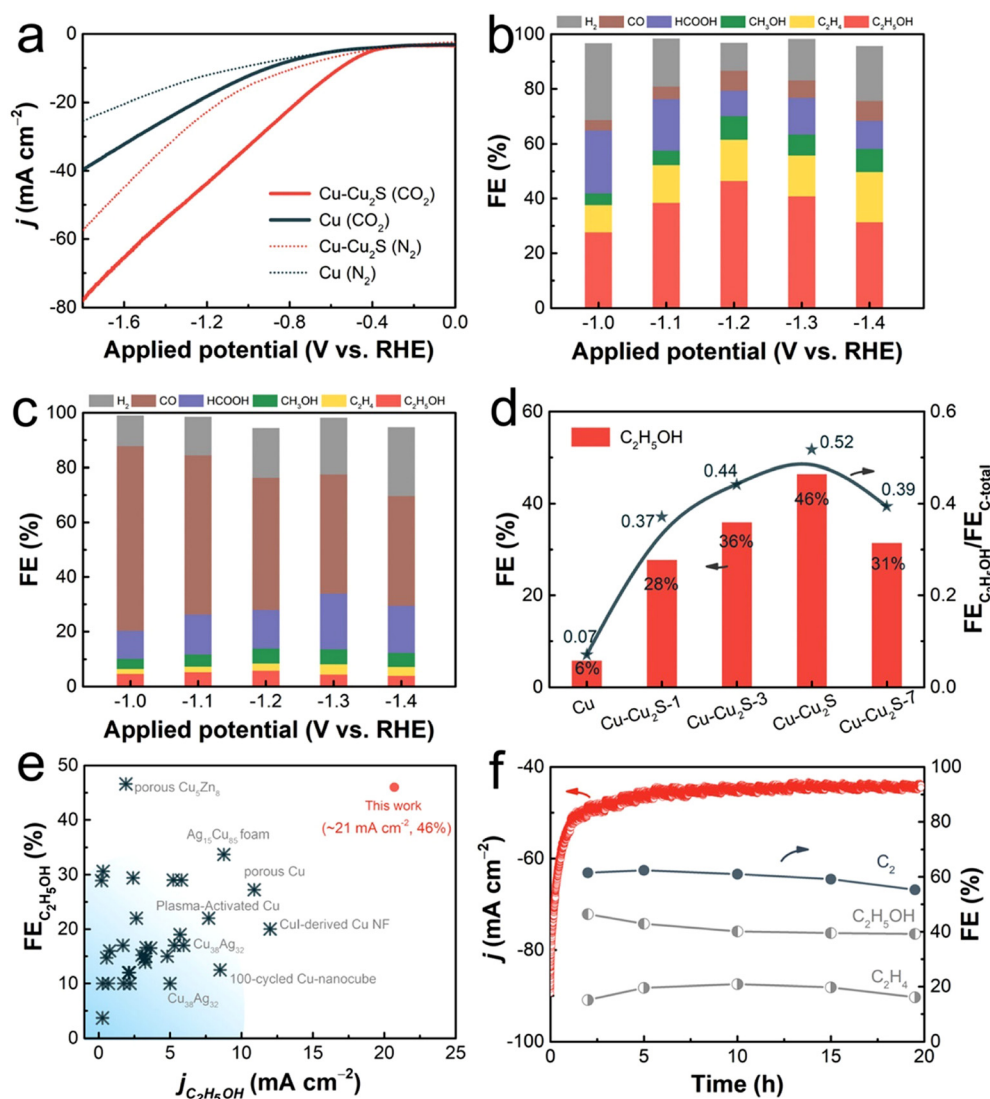 a
0
-20
-40
-60
-80
j (mA cm⁻²)
Cu-Cu₂S (CO₂)
Cu (CO₂)
Cu-Cu₂S (N₂)
Cu (N₂)
-1.6 -1.2 -0.8 -0.4 0.0
Applied potential (V vs. RHE)
b
H₂ CO HCOOH CH₃OH C₂H₄ C₂H₅OH
100
80
60
40
20
0
FE (%)
-1.0 -1.1 -1.2 -1.3 -1.4
Applied potential (V vs. RHE)
c
H₂ CO HCOOH CH₃OH C₂H₄ C₂H₅OH
100
80
60
40
20
0
FE (%)
-1.0 -1.1 -1.2 -1.3 -1.4
Applied potential (V vs. RHE)
d
60
40
20
0
FE (%)
C₂H₅OH
0.07 0.37 0.44 0.52 0.39
6% 28% 36% 46% 31%
0.6
0.4
0.2
0.0
FE C₂H₅OH/FE C-total
Cu Cu-Cu₂S-1 Cu-Cu₂S-3 Cu-Cu₂S Cu-Cu₂S-7
e
50
40
30
20
10
0
FE C₂H₅OH (%)
porous Cu₅Zn₈
This work
(~21 mA cm⁻², 46%)
Ag₁₅Cu₈₅ foam
porous Cu
Plasma-Activated Cu
CuI-derived Cu NF
Cu₃₈Ag₃₂
100-cycled Cu-nanocube
Cu₃₈Ag₃₂
0 5 10 15 20 25
j C₂H₅OH (mA cm⁻²)
f
-40
-60
-80
-100
j (mA cm⁻²)
C₂
C₂H₅OH
C₂H₄
100
80
60
40
20
0
FE (%)
0 5 10 15 20
Time (h)